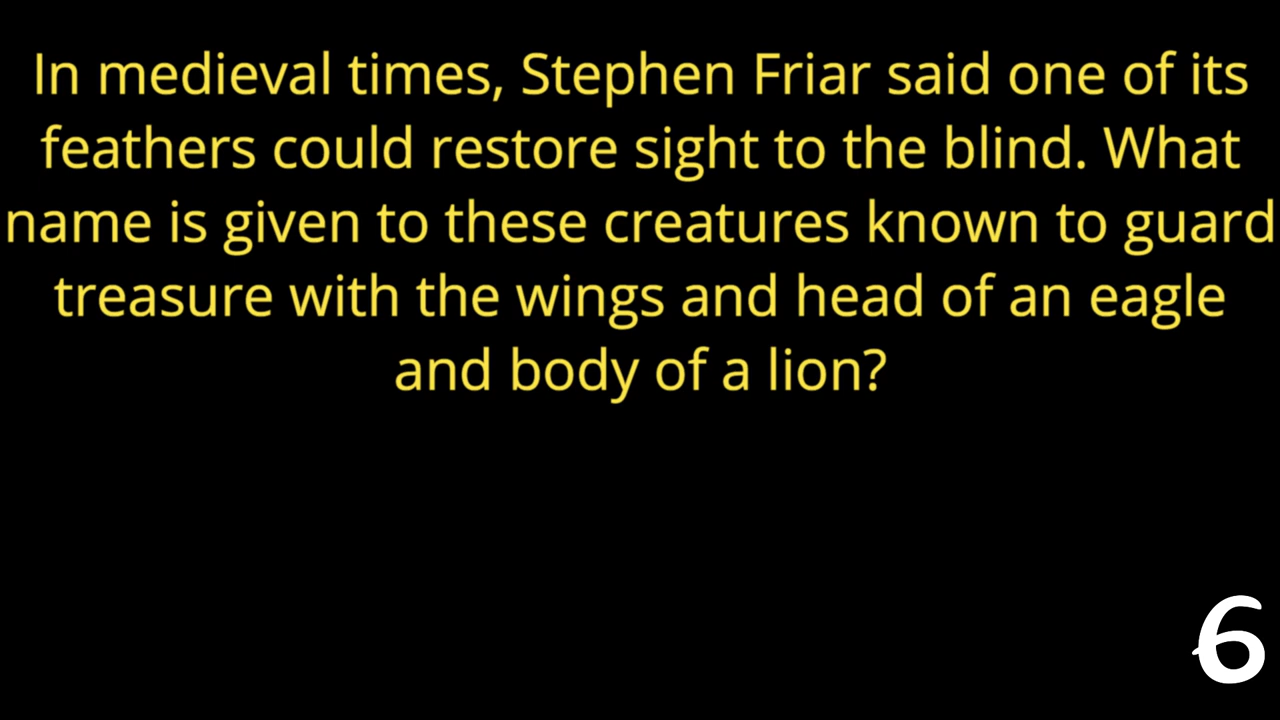 In medieval times, Stephen Friar said one of its
feathers could restore sight to the blind. What
name is given to these creatures known to guard
treasure with the wings and head of an eagle
and body of a lion?
6